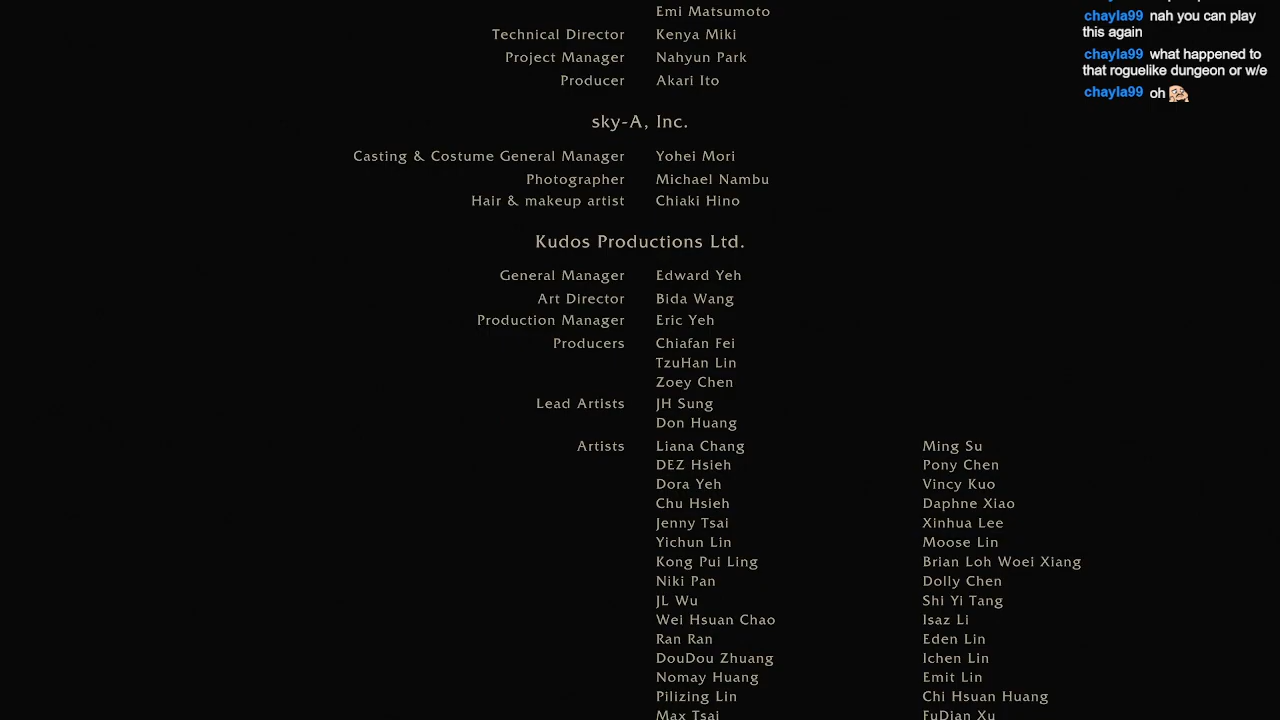 Emi Matsumoto
Technical Director Kenya Miki
Project Manager Nahyun Park
Producer Akari Ito
sky-A, Inc.
Casting & Costume General Manager Yohei Mori
Photographer Michael Nambu
Hair & makeup artist Chiaki Hino
Kudos Productions Ltd.
General Manager Edward Yeh
Art Director Bida Wang
Production Manager Eric Yeh
Producers Chiafan Fei
TzuHan Lin
Zoey Chen
Lead Artists JH Sung
Don Huang
Artists Liana Chang Ming Su
DEZ Hsieh Pony Chen
Dora Yeh Vincy Kuo
Chu Hsieh Daphne Xiao
Jenny Tsai Xinhua Lee
Yichun Lin Moose Lin
Kong Pui Ling Brian Loh Woei Xiang
Niki Pan Dolly Chen
JL Wu Shi Yi Tang
Wei Hsuan Chao Isaz Li
Ran Ran Eden Lin
DouDou Zhuang Ichen Lin
Nomay Huang Emit Lin
Pilizing Lin Chi Hsuan Huang
Max Tsai FuDian Xu
chayla99 nah you can play
this again
chayla99 what happened to
that roguelike dungeon or w/e
chayla99 oh